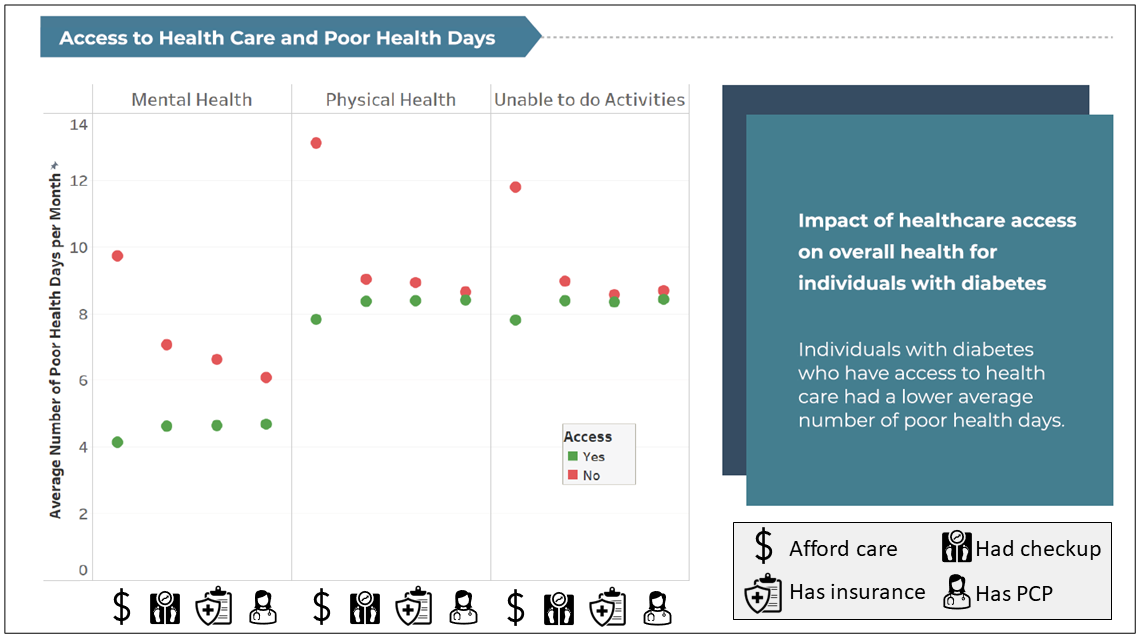 Access to Health Care and Poor Health Days
Mental Health
Physical Health
Unable to do Activities
Average Number of Poor Health Days per Month
14
12
10
8
6
4
2
0
Access
Yes
No
Impact of healthcare access
on overall health for
individuals with diabetes
Individuals with diabetes
who have access to health
care had a lower average
number of poor health days.
$ Afford care
Had checkup
Has insurance
Has PCP
$
$
$